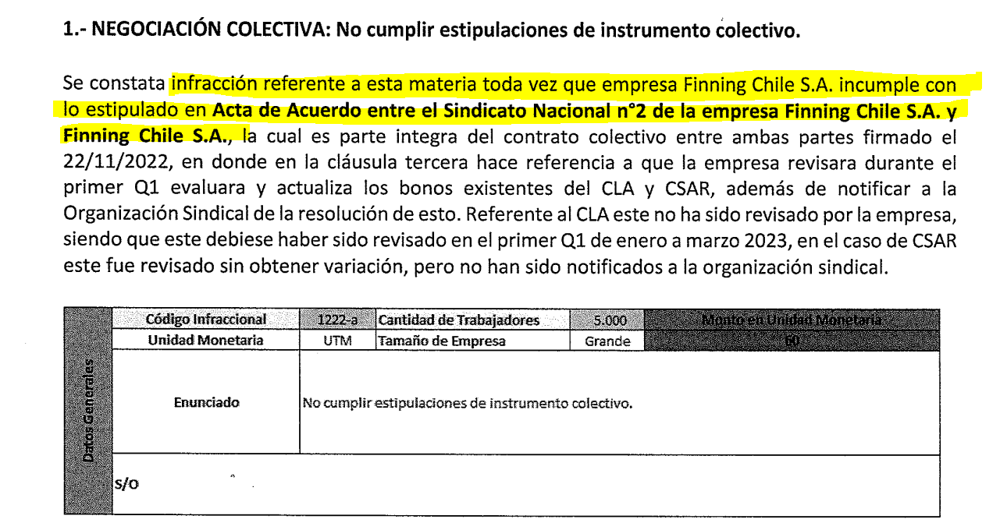 1.- NEGOCIACIÓN COLECTIVA: No cumplir estipulaciones de instrumento colectivo.
Se constata infracción referente a esta materia toda vez que empresa Finning Chile S.A. incumple con
lo estipulado en Acta de Acuerdo entre el Sindicato Nacional n°2 de la empresa Finning Chile S.A. y
Finning Chile S.A., la cual es parte integra del contrato colectivo entre ambas partes firmado el
22/11/2022, en donde en la cláusula tercera hace referencia a que la empresa revisara durante el
primer Q1 evaluara y actualiza los bonos existentes del CLA y CSAR, además de notificar a la
Organización Sindical de la resolución de esto. Referente al CLA este no ha sido revisado por la empresa,
siendo que este debiese haber sido revisado en el primer Q1 de enero a marzo 2023, en el caso de CSAR
este fue revisado sin obtener variación, pero no han sido notificados a la organización sindical.
Datos Generales
Código Infraccional 1222-a Cantidad de Trabajadores 5.000 Monto en Unidad Monetaria
Unidad Monetaria UTM Tamaño de Empresa Grande 60
Enunciado No cumplir estipulaciones de instrumento colectivo.
s/o